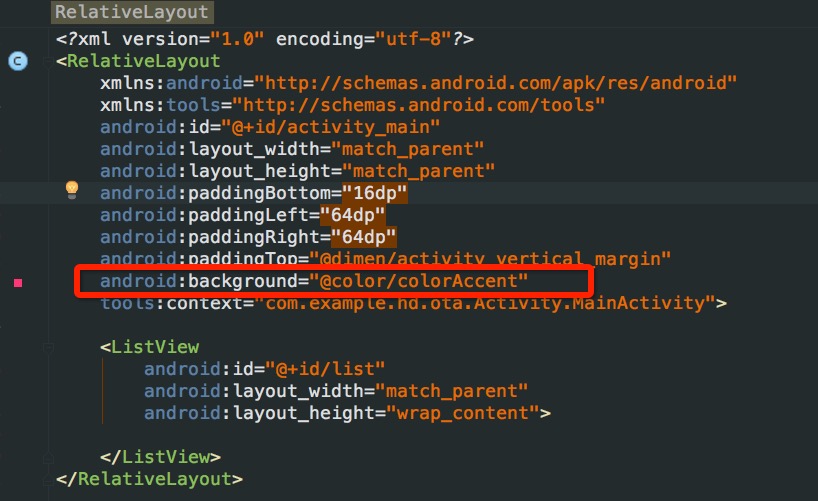 RelativeLayout
<?xml version="1.0" encoding="utf-8"?>
C
<RelativeLayout
xmlns:android="http://schemas.android.com/apk/res/android"
xmlns:tools="http://schemas.android.com/tools"
android:id="@+id/activity_main"
android:layout_width="match_parent"
android:layout_height="match_parent"
android:paddingBottom="16dp"
android:paddingLeft="64dp"
android:paddingRight="64dp"
android:paddingTop="@dimen/activity_vertical_margin"
android:background="@color/colorAccent"
tools:context="com.example.hd.ota.Activity.MainActivity">
<ListView
android:id="@+id/list"
android:layout_width="match_parent"
android:layout_height="wrap_content">
</ListView>
</RelativeLayout>